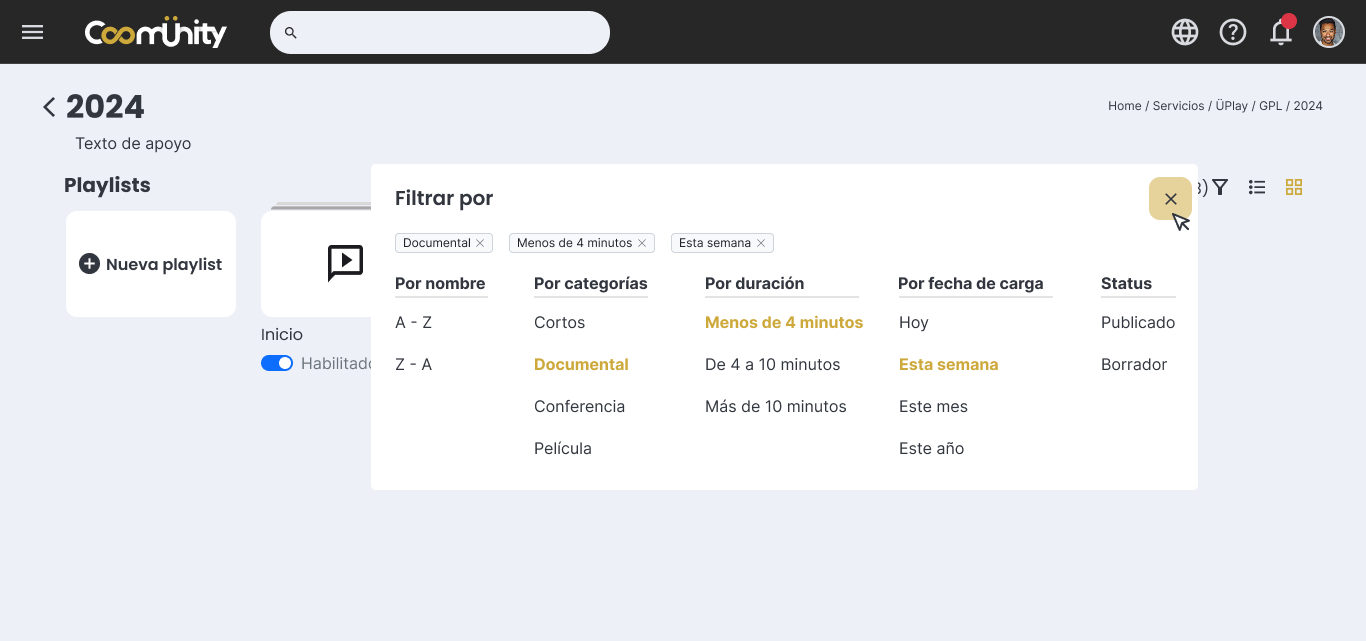 CoomÜnity
2024
Home / Servicios / ÜPlay / GPL / 2024
Texto de apoyo
Playlists
3)
Nueva playlist
Inicio
Habilitado
Filtrar por
Documental
Menos de 4 minutos
Esta semana
Por nombre
A - Z
Z - A
Por categorías
Cortos
Documental
Conferencia
Película
Por duración
Menos de 4 minutos
De 4 a 10 minutos
Más de 10 minutos
Por fecha de carga
Hoy
Esta semana
Este mes
Este año
Status
Publicado
Borrador